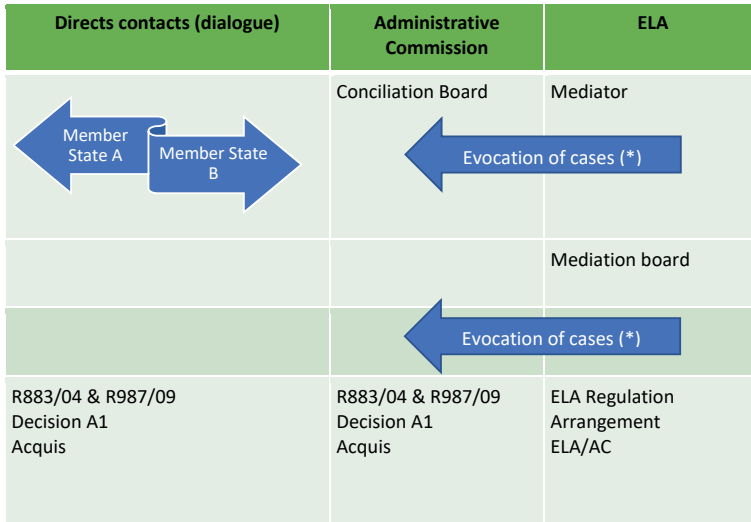 Directs contacts (dialogue)
Administrative
Commission
ELA
Conciliation Board
Mediator
Member
State A
Member State
B
Evocation of cases (*)
Mediation board
Evocation of cases (*)
R883/04 & R987/09
Decision A1
Acquis
R883/04 & R987/09
Decision A1
Acquis
ELA Regulation
Arrangement
ELA/AC